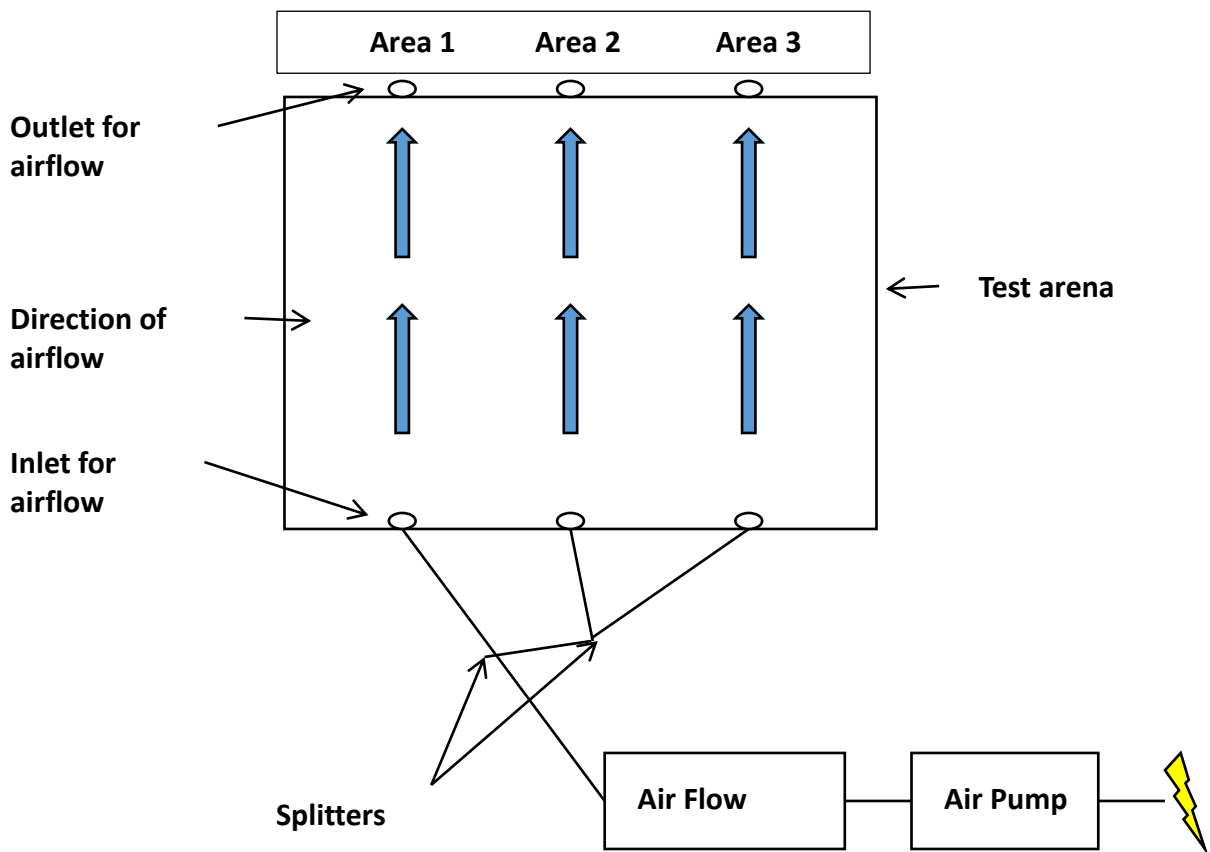 Area 1 Area 2 Area 3
Outlet for
airflow
Test arena
Direction of
airflow
Inlet for
airflow
Splitters
Air Flow
Air Pump